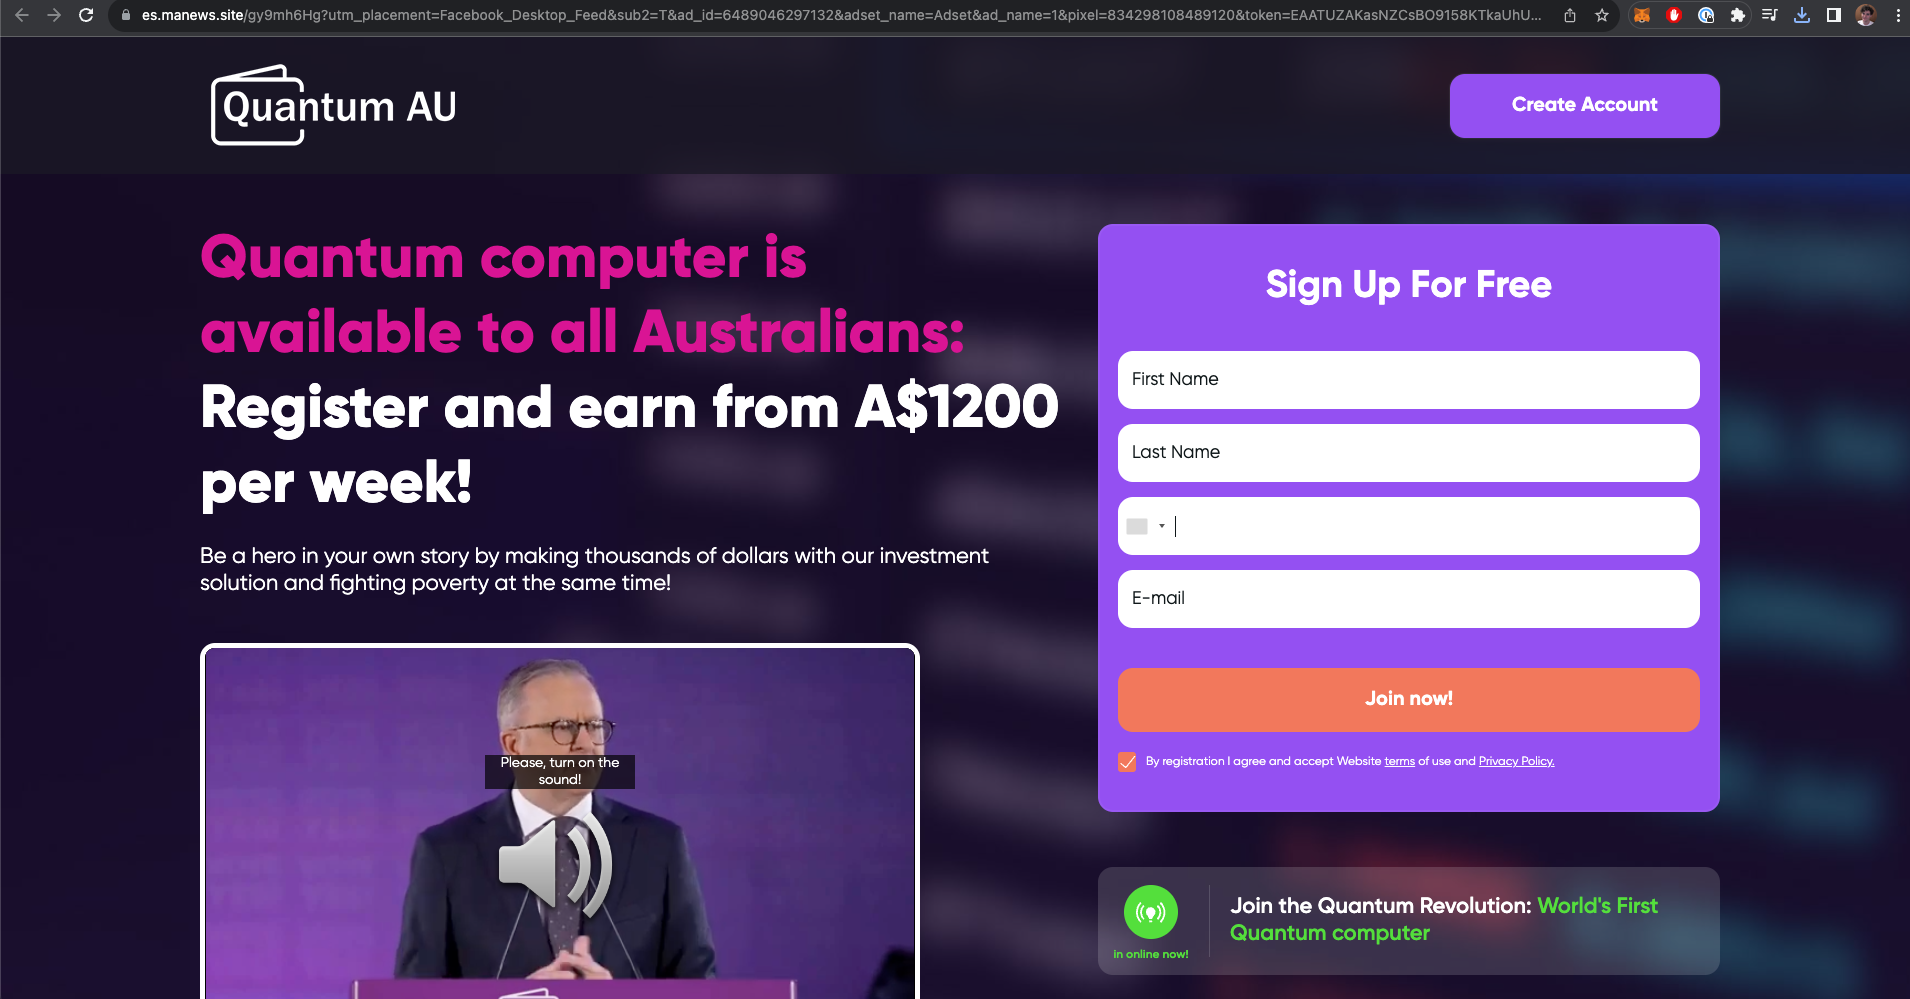 es.manews.site/gy9mh6Hg?utm_placement=Facebook_Desktop_Feed&sub2=T&ad_id=6489046297132&adset_name=Adset&ad_name=1&pixel=834298108489120&token=EAATUZAKasNZCsBO9158KTkaUhU...
Quantum AU
Create Account
Quantum computer is
available to all Australians:
Register and earn from A$1200
per week!
Be a hero in your own story by making thousands of dollars with our investment
solution and fighting poverty at the same time!
Please, turn on the
sound!
Sign Up For Free
First Name
Last Name
E-mail
Join now!
By registration I agree and accept Website terms of use and Privacy Policy.
in online now!
Join the Quantum Revolution: World's First
Quantum computer